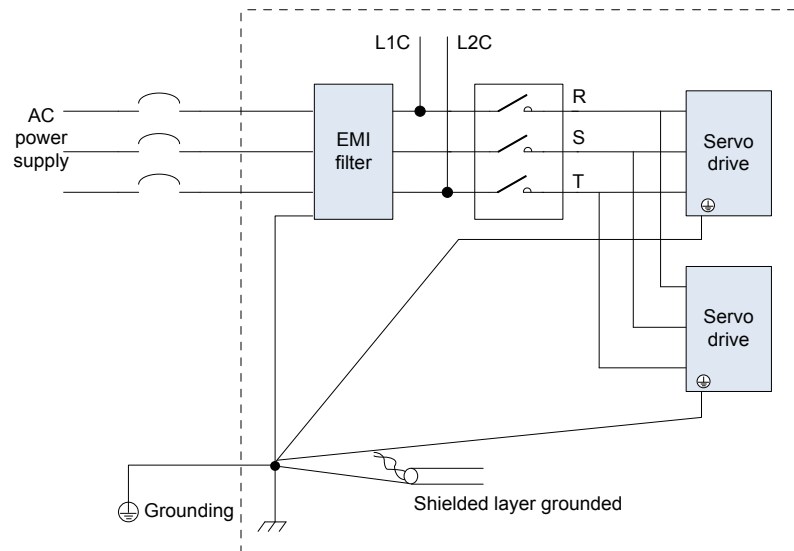 L1C
L2C
AC
power
supply
EMI
filter
R
S
T
Servo
drive
Servo
drive
Grounding
Shielded layer grounded